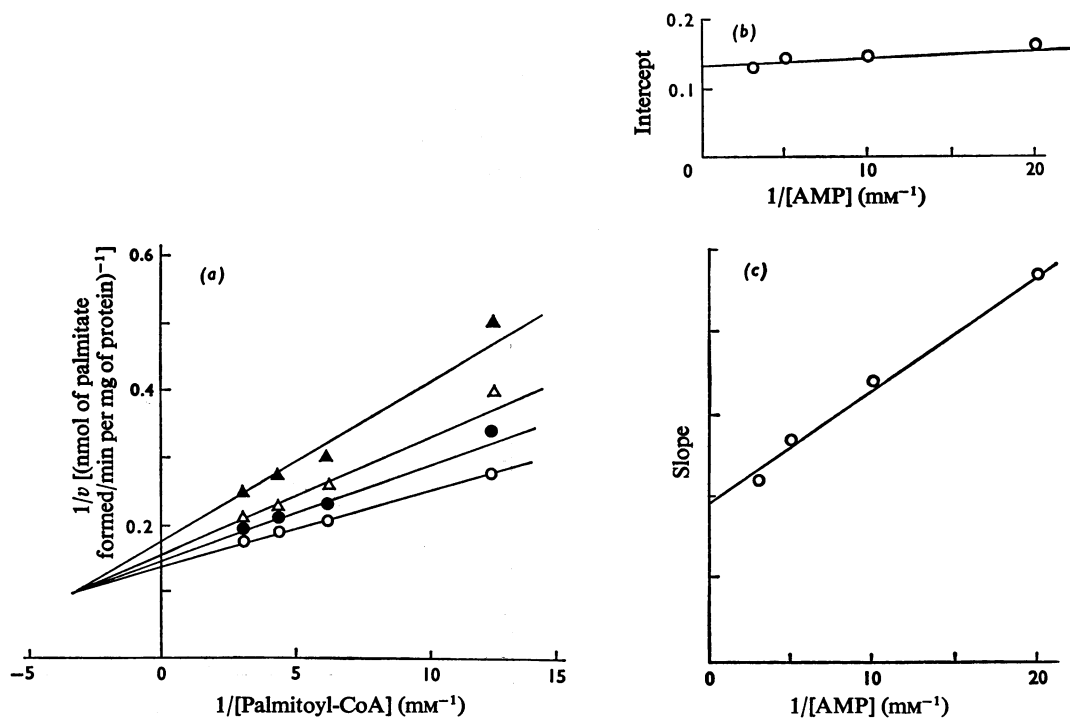 (b)
0.2
0.1
0
10
20
Intercept
1/[AMP] (mM⁻¹)
(a)
0.6
0.4
0.2
1/v [(nmol of palmitate
formed/min per mg of protein)⁻¹]
−5
0
5
10
15
1/[Palmitoyl-CoA] (mM⁻¹)
(c)
Slope
0
10
20
1/[AMP] (mM⁻¹)